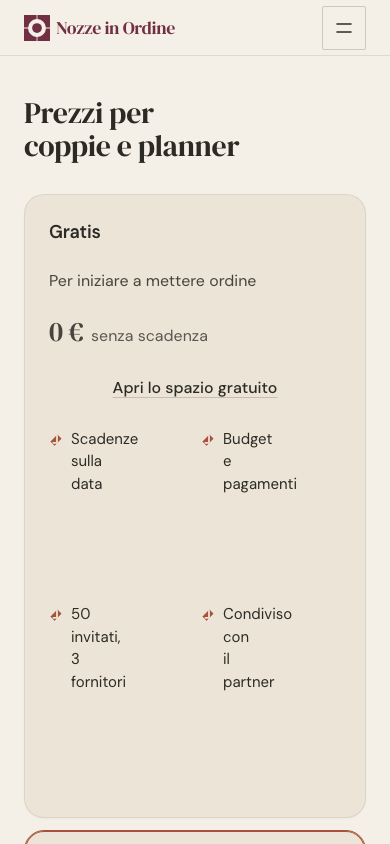 Nozze in Ordine
Prezzi per
coppie e planner
Gratis
Per iniziare a mettere ordine
0 € senza scadenza
Apri lo spazio gratuito
Scadenze
sulla
data
Budget
e
pagamenti
50
invitati,
3
fornitori
Condiviso
con
il
partner